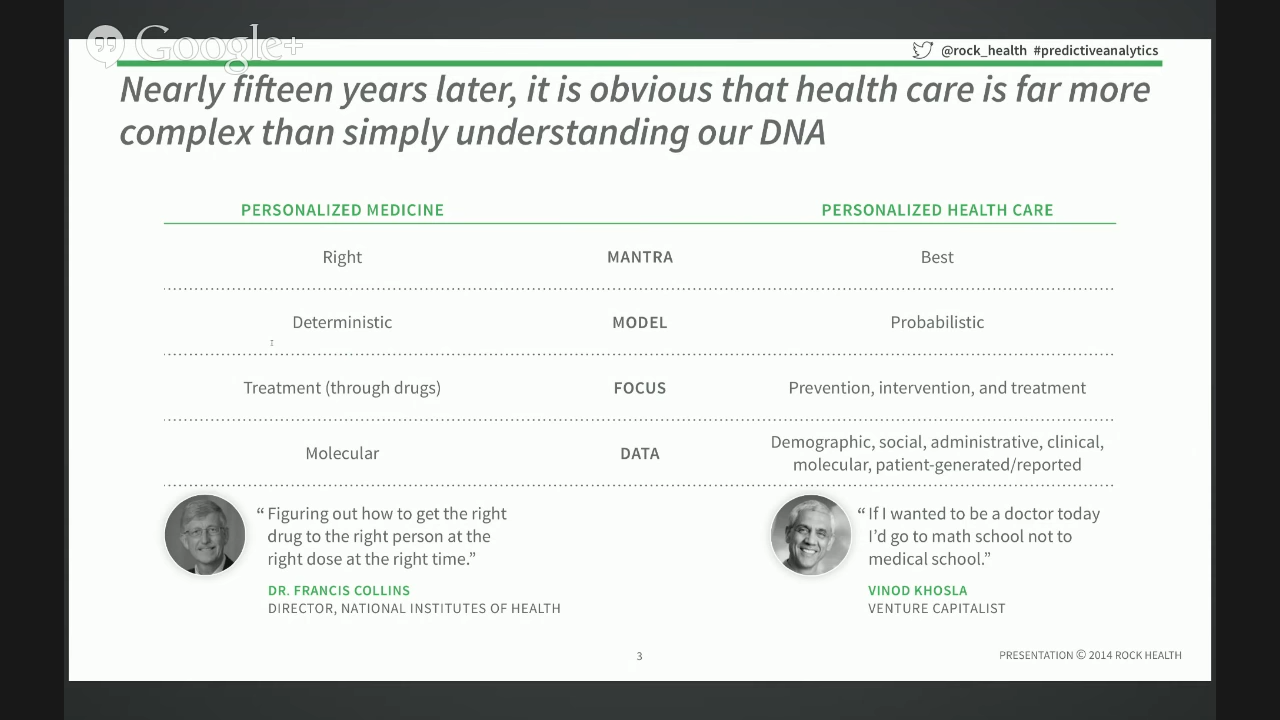 Google+
@rock_health #predictiveanalytics
Nearly fifteen years later, it is obvious that health care is far more
complex than simply understanding our DNA
PERSONALIZED MEDICINE PERSONALIZED HEALTH CARE
Right MANTRA Best
Deterministic MODEL Probabilistic
Treatment (through drugs) FOCUS Prevention, intervention, and treatment
Molecular DATA Demographic, social, administrative, clinical,
molecular, patient-generated/reported
“ Figuring out how to get the right
drug to the right person at the
right dose at the right time.”
DR. FRANCIS COLLINS
DIRECTOR, NATIONAL INSTITUTES OF HEALTH
“ If I wanted to be a doctor today
I’d go to math school not to
medical school.”
VINOD KHOSLA
VENTURE CAPITALIST
3
PRESENTATION © 2014 ROCK HEALTH